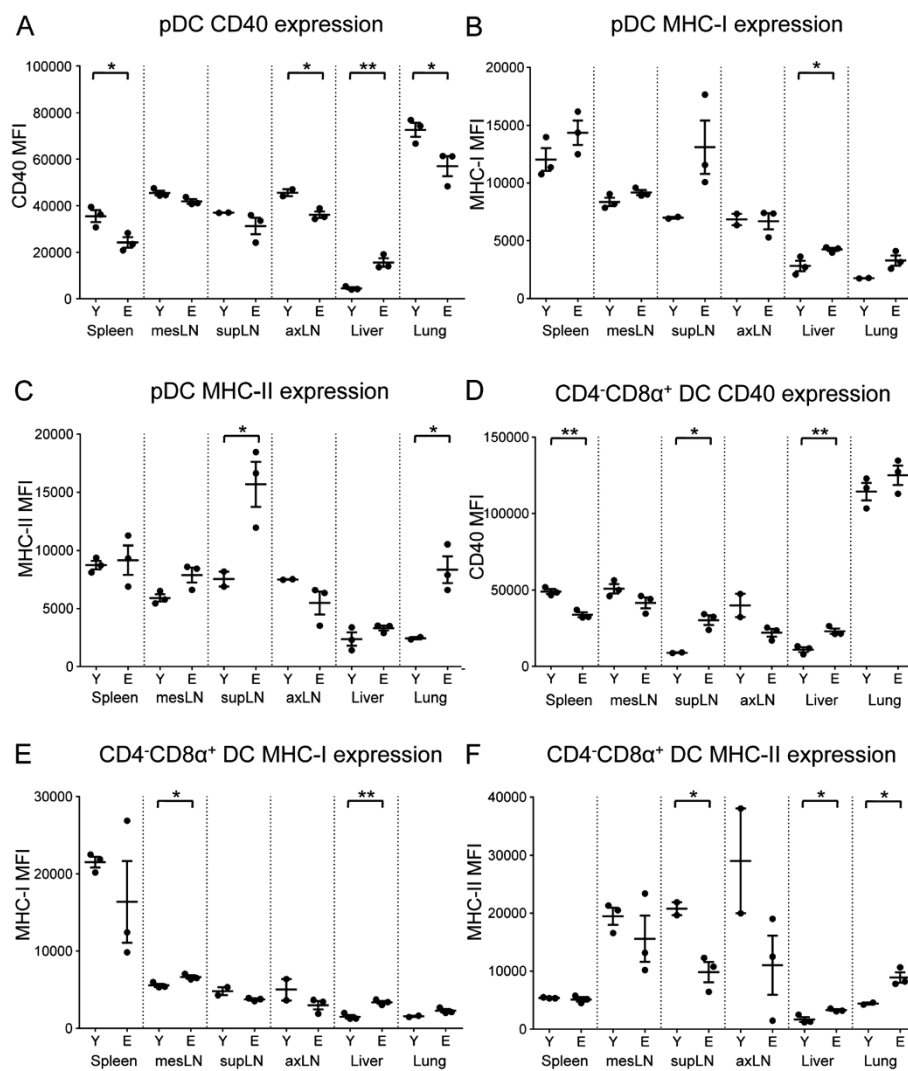 A
pDC CD40 expression
CD40 MFI
100000
80000
60000
40000
20000
0
* * ** *
Y E Y E Y E Y E Y E Y E
Spleen mesLN supLN axLN Liver Lung
B
pDC MHC-I expression
MHC-I MFI
20000
15000
10000
5000
0
*
Y E Y E Y E Y E Y E Y E
Spleen mesLN supLN axLN Liver Lung
C
pDC MHC-II expression
MHC-II MFI
20000
15000
10000
5000
0
* *
Y E Y E Y E Y E Y E Y E
Spleen mesLN supLN axLN Liver Lung
D
CD4⁻CD8α⁺ DC CD40 expression
CD40 MFI
150000
100000
50000
0
** * **
Y E Y E Y E Y E Y E Y E
Spleen mesLN supLN axLN Liver Lung
E
CD4⁻CD8α⁺ DC MHC-I expression
MHC-I MFI
30000
20000
10000
0
* **
Y E Y E Y E Y E Y E Y E
Spleen mesLN supLN axLN Liver Lung
F
CD4⁻CD8α⁺ DC MHC-II expression
MHC-II MFI
40000
30000
20000
10000
0
* * *
Y E Y E Y E Y E Y E Y E
Spleen mesLN supLN axLN Liver Lung